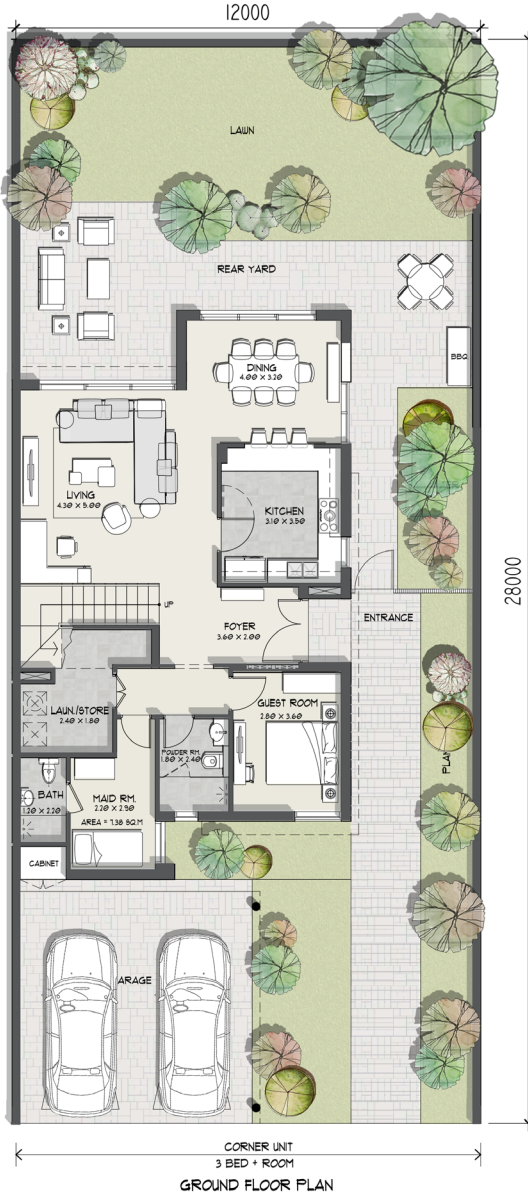 12000
LAWN
REAR YARD
BBQ
DINING
4.00 X 3.20
LIVING
4.30 X 5.00
KITCHEN
3.10 X 3.50
28000
UP
FOYER
3.60 X 2.00
ENTRANCE
LAUN./STORE
2.40 X 1.80
GUEST ROOM
2.80 X 3.60
POWDER RM.
1.80 X 2.40
PLAN
BATH
1.20 X 2.20
MAID RM.
2.20 X 2.90
AREA = 7.38 SQ.M
CABINET
ARAGE
CORNER UNIT
3 BED + ROOM
GROUND FLOOR PLAN